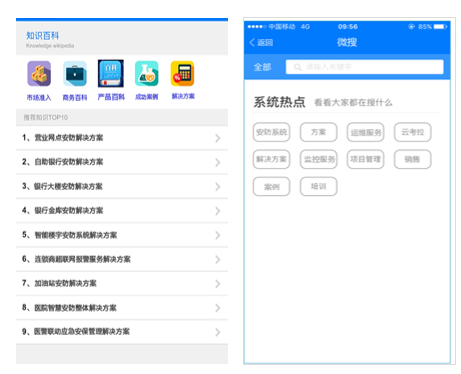 知识百科
Knowledge wikipedia
市场准入 商务百科 产品百科 成功案例 解决方案
推荐知识TOP10
1、营业网点安防解决方案
2、自助银行安防解决方案
3、银行大楼安防解决方案
4、银行金库安防解决方案
5、智能楼宇安防系统解决方案
6、连锁商超联网报警服务解决方案
7、加油站安防解决方案
8、医院智慧安防整体解决方案
9、医警联动应急安保管理解决方案
中国移动 4G 09:56 85%
返回 微搜
全部 请输入关键字
系统热点 看看大家都在搜什么
安防系统 方案 运维服务 云考拉
解决方案 监控服务 项目管理 销售
案例 培训